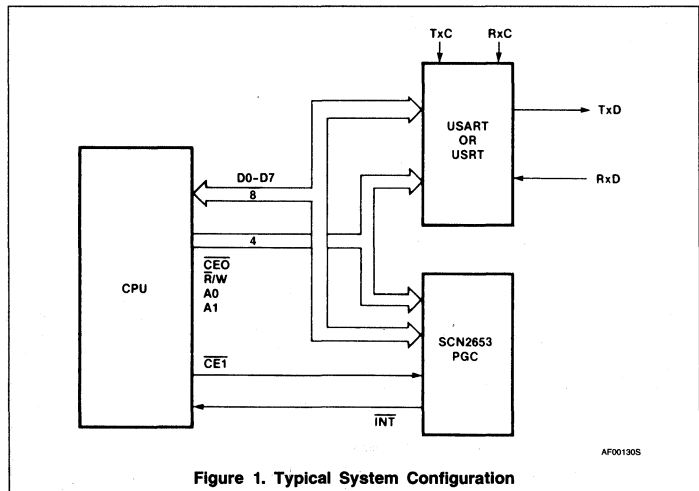 TxC RxC
USART
OR
USRT
TxD
RxD
D0-D7
8
4
CPU
CE0
R/W
A0
A1
SCN2653
PGC
CE1
INT
AF00130S
Figure 1. Typical System Configuration